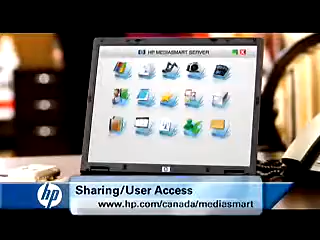 HP MEDIASMART SERVER
hp
Sharing/User Access
www.hp.com/canada/mediasmart